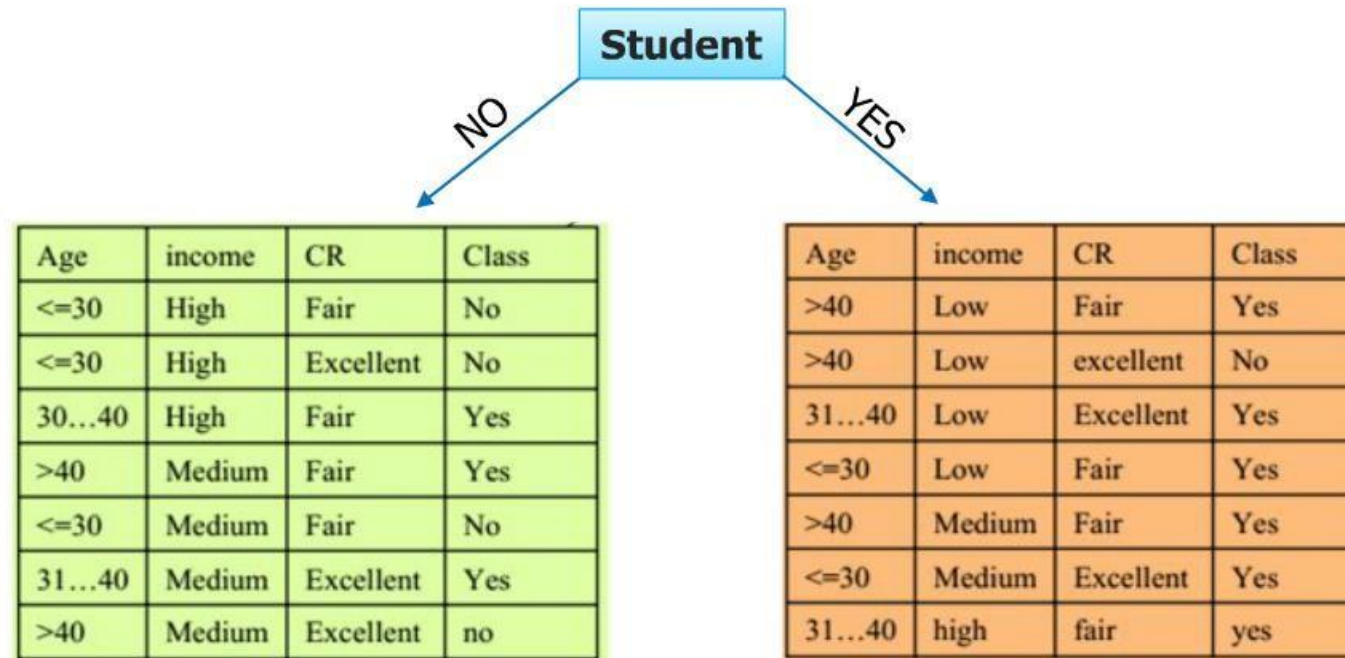 Student
NO
YES
Age income CR Class
<=30 High Fair No
<=30 High Excellent No
30...40 High Fair Yes
>40 Medium Fair Yes
<=30 Medium Fair No
31...40 Medium Excellent Yes
>40 Medium Excellent no
Age income CR Class
>40 Low Fair Yes
>40 Low excellent No
31...40 Low Excellent Yes
<=30 Low Fair Yes
>40 Medium Fair Yes
<=30 Medium Excellent Yes
31...40 high fair yes